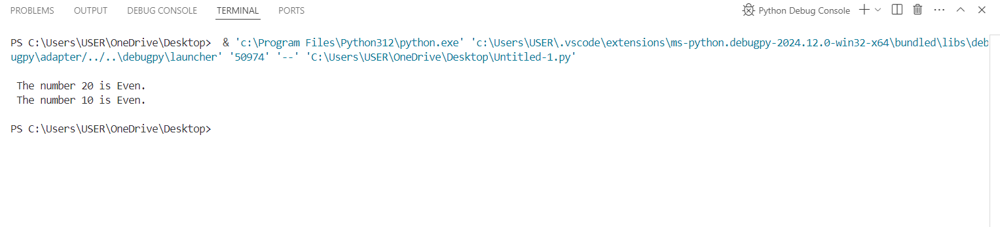 PROBLEMS OUTPUT DEBUG CONSOLE TERMINAL PORTS Python Debug Console
PS C:\Users\USER\OneDrive\Desktop>  & 'c:\Program Files\Python312\python.exe' 'c:\Users\USER\.vscode\extensions\ms-python.debugpy-2024.12.0-win32-x64\bundled\libs\deb
ugpy\adapter/../..\debugpy\launcher' '50974' '--' 'C:\Users\USER\OneDrive\Desktop\Untitled-1.py'
The number 20 is Even.
The number 10 is Even.
PS C:\Users\USER\OneDrive\Desktop>